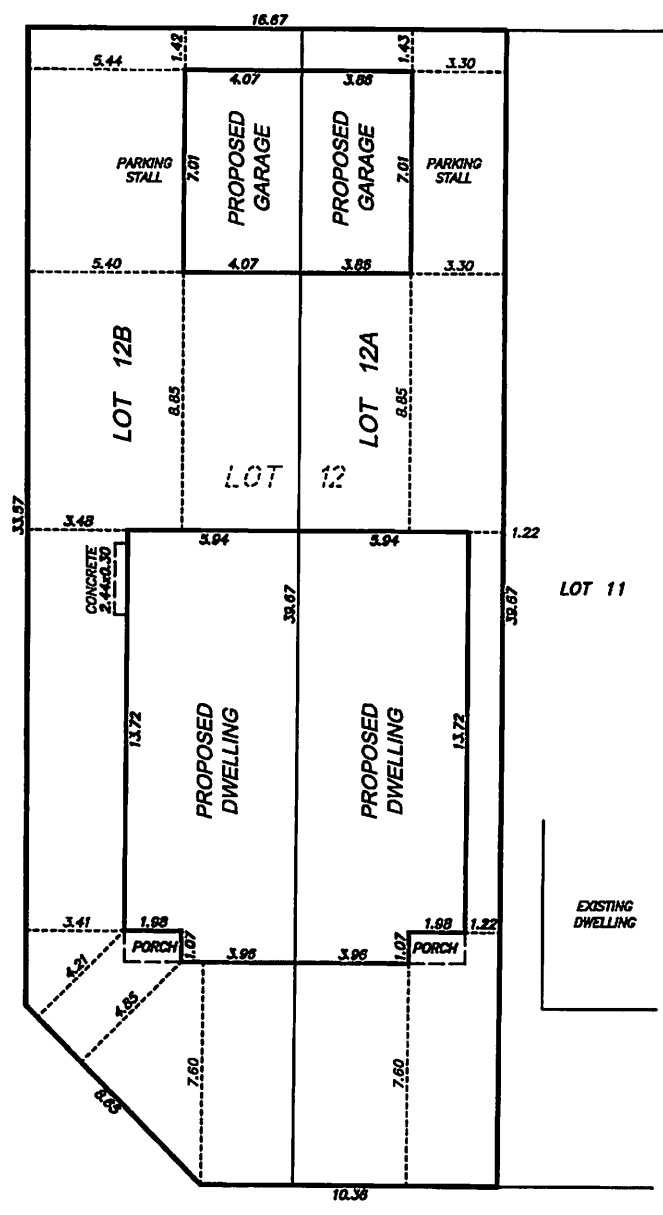 16.67
1.42
1.43
5.44
4.07
3.86
3.30
PARKING
STALL
7.01
PROPOSED
GARAGE
PROPOSED
GARAGE
7.01
PARKING
STALL
5.40
4.07
3.86
3.30
LOT 12B
8.85
LOT 12A
8.85
LOT 12
33.57
3.48
5.94
5.94
1.22
CONCRETE
2.44x0.30
39.67
39.67
LOT 11
13.72
PROPOSED
DWELLING
PROPOSED
DWELLING
13.72
3.41
1.98
1.98
1.22
EXISTING
DWELLING
PORCH
1.07
3.96
3.96
1.07
PORCH
4.21
4.85
7.60
7.60
8.65
10.36